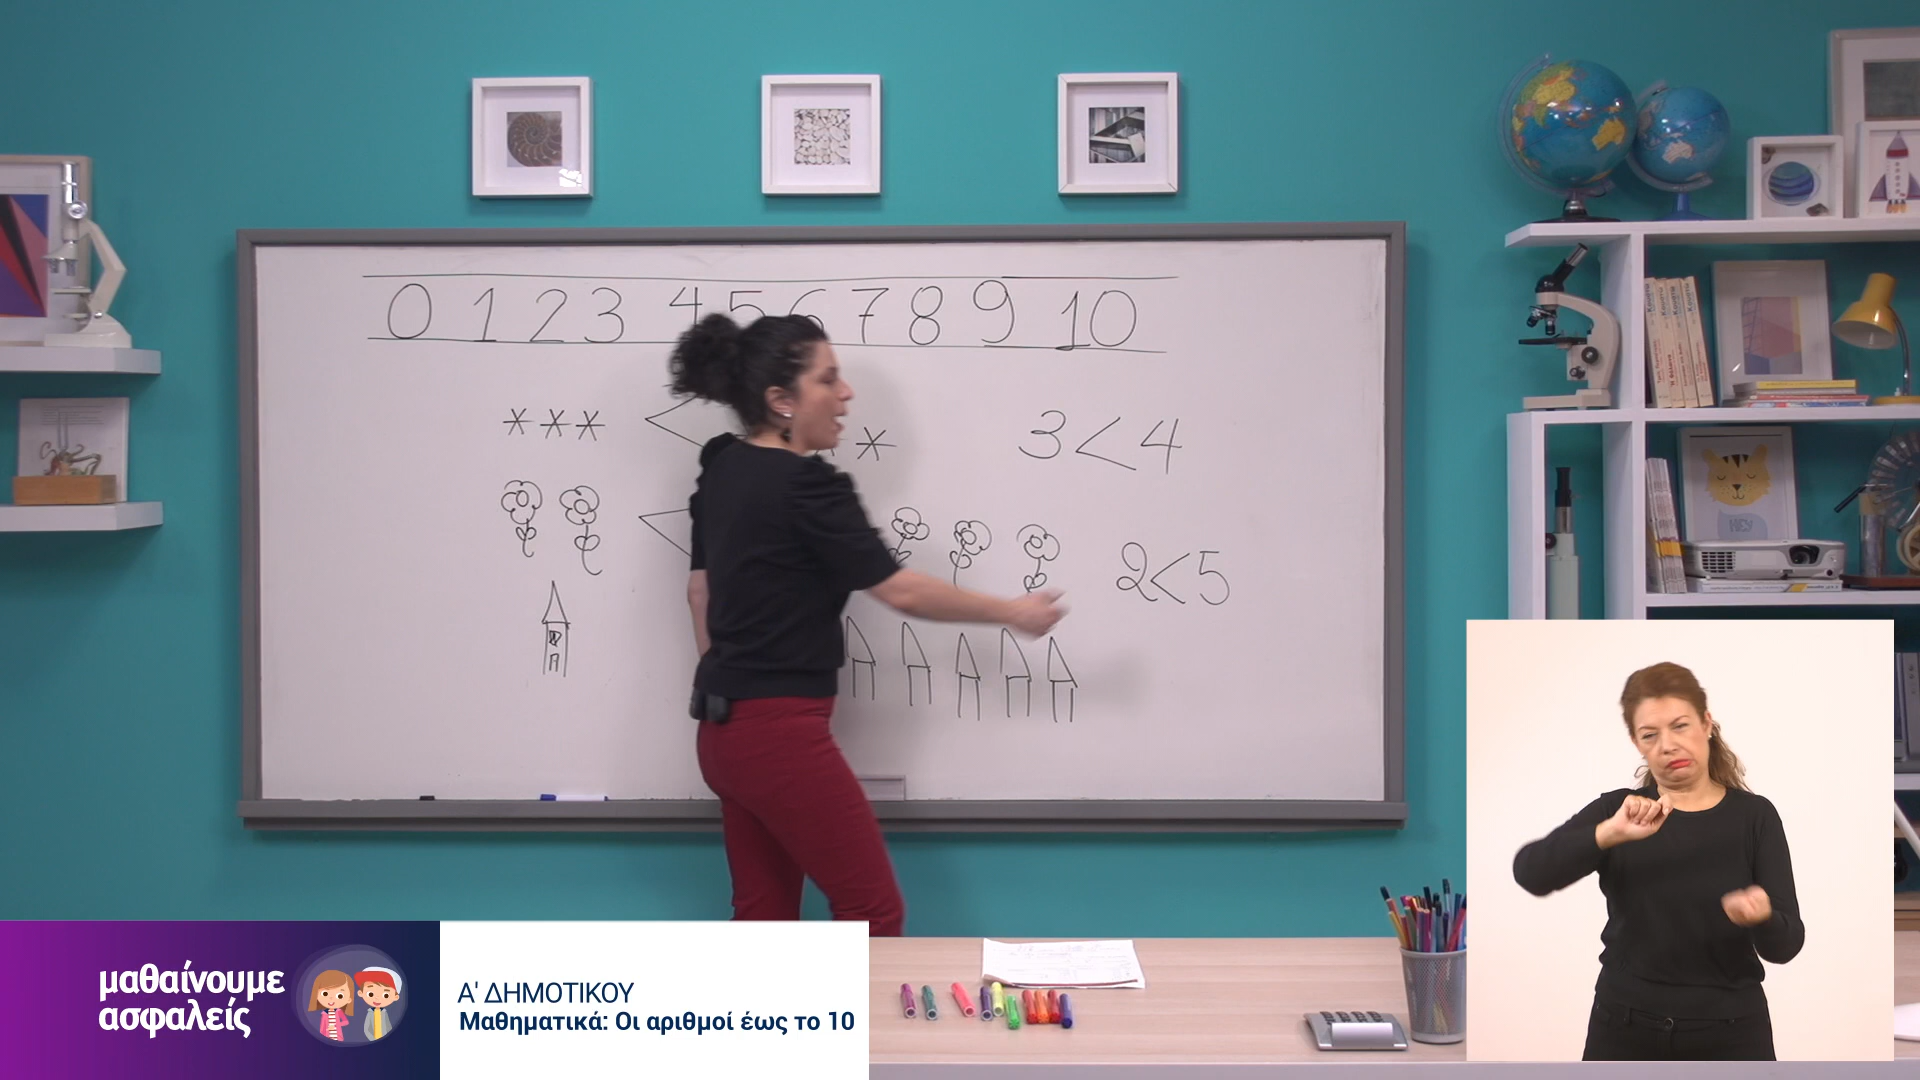 0 1 2 3 4 5 6 7 8 9 10
3 < 4
2 < 5
HEY
μαθαίνουμε
ασφαλείς
Α' ΔΗΜΟΤΙΚΟΥ
Μαθηματικά: Οι αριθμοί έως το 10